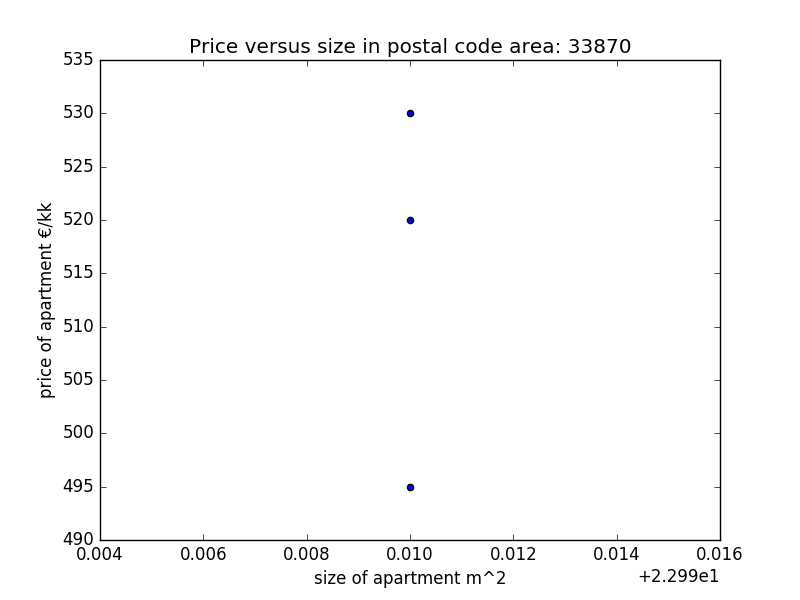 Price versus size in postal code area: 33870
535
530
525
520
515
510
505
500
495
490
price of apartment €/kk
0.004 0.006 0.008 0.010 0.012 0.014 0.016
size of apartment m^2
+2.299e1